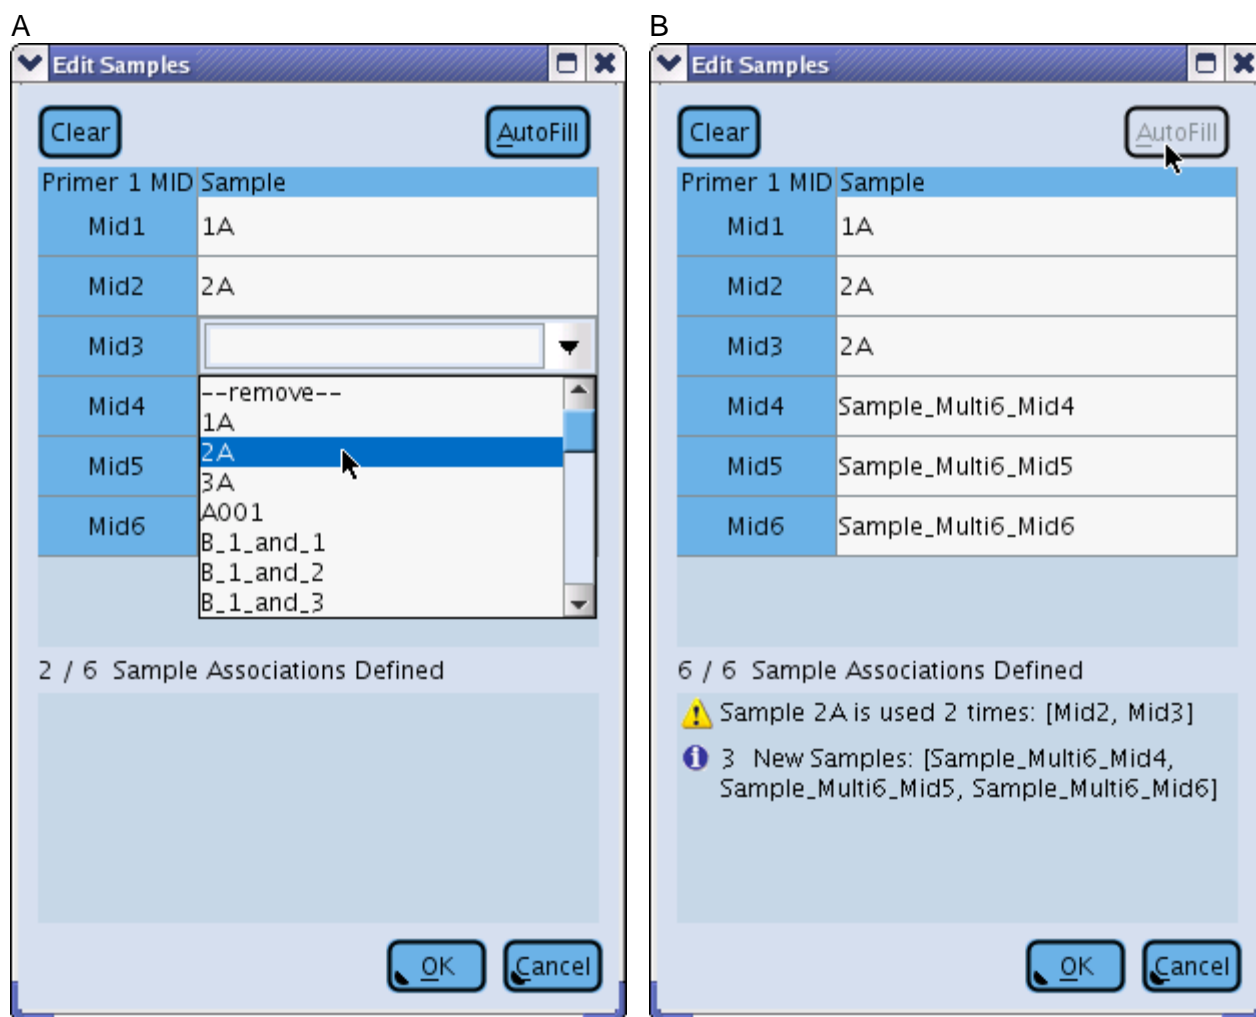 A
Edit Samples
Clear
AutoFill
Primer 1 MID Sample
Mid1 1A
Mid2 2A
Mid3
--remove--
Mid4
1A
2A
Mid5
3A
A001
Mid6
B_1_and_1
B_1_and_2
B_1_and_3
2 / 6 Sample Associations Defined
OK
Cancel
B
Edit Samples
Clear
AutoFill
Primer 1 MID Sample
Mid1 1A
Mid2 2A
Mid3 2A
Mid4 Sample_Multi6_Mid4
Mid5 Sample_Multi6_Mid5
Mid6 Sample_Multi6_Mid6
6 / 6 Sample Associations Defined
Sample 2A is used 2 times: [Mid2, Mid3]
3 New Samples: [Sample_Multi6_Mid4,
Sample_Multi6_Mid5, Sample_Multi6_Mid6]
OK
Cancel